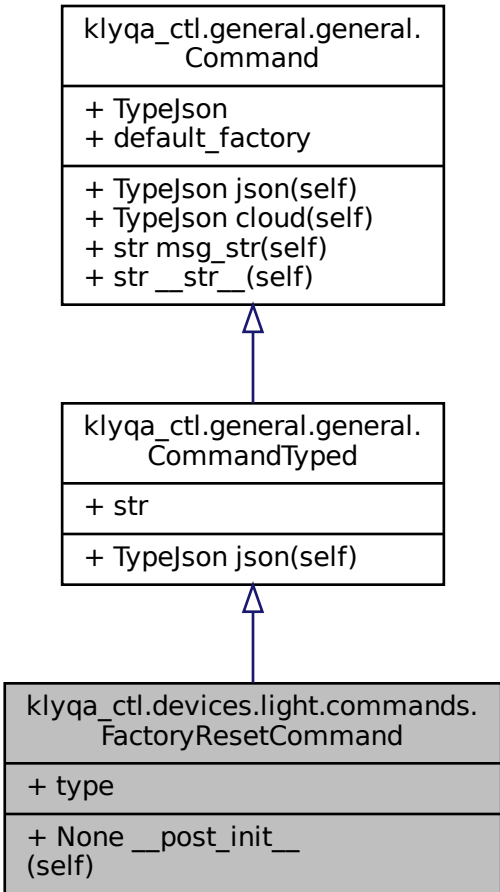 klyqa_ctl.general.general.
Command
+ TypeJson
+ default_factory
+ TypeJson json(self)
+ TypeJson cloud(self)
+ str msg_str(self)
+ str __str__(self)
klyqa_ctl.general.general.
CommandTyped
+ str
+ TypeJson json(self)
klyqa_ctl.devices.light.commands.
FactoryResetCommand
+ type
+ None __post_init__
(self)